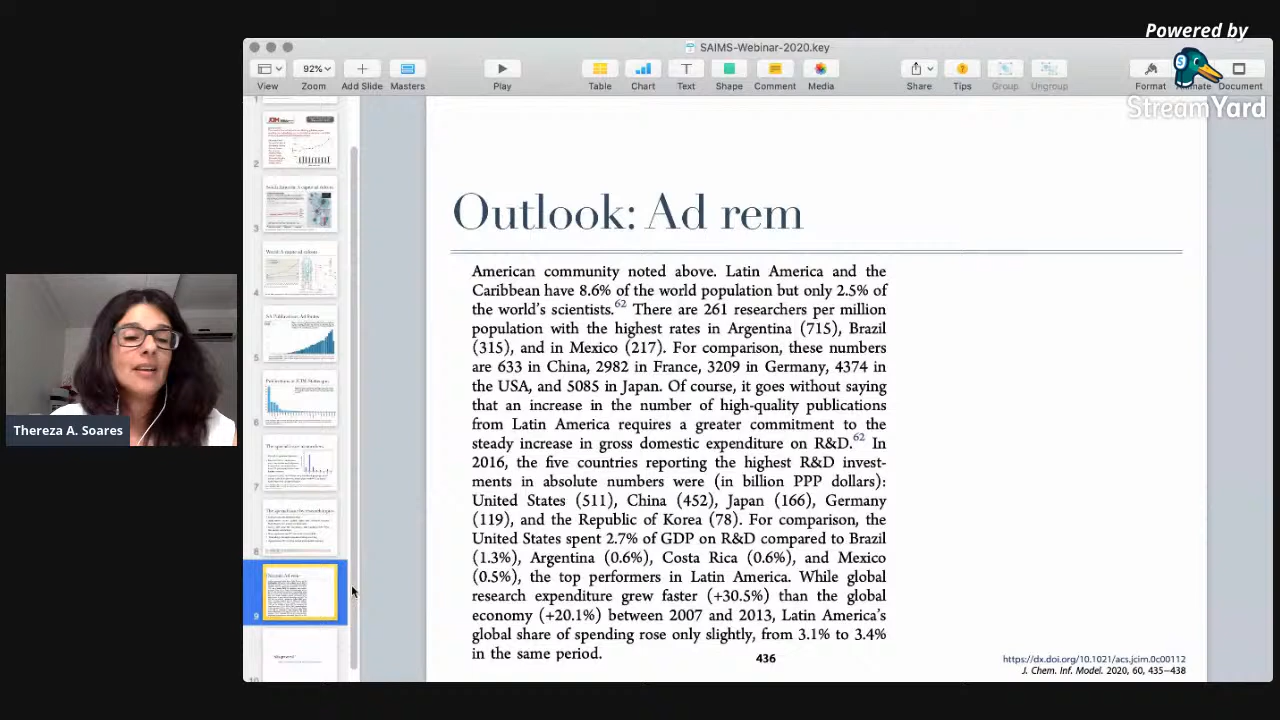 Powered by
StreamYard
SAIMS-Webinar-2020.key
92%
View
Zoom
Add Slide
Masters
Play
Table
Chart
Text
Shape
Comment
Media
Share
Tips
Group
Ungroup
Format
Animate
Document
2
3
4
5
6
7
8
9
10
Outlook: Ad rem
American community noted above. Latin America and the
Caribbean have 8.6% of the world population but only 2.5% of
the world's scientists.62 There are 261 researchers per million
population with the highest rates in Argentina (715), Brazil
(315), and in Mexico (217). For comparison, these numbers
are 633 in China, 2982 in France, 3209 in Germany, 4374 in
the USA, and 5085 in Japan. Of course, it goes without saying
that an increase in the number of high-quality publications
from Latin America requires a greater commitment to the
steady increase in gross domestic expenditure on R&D.62 In
2016, the five countries reporting the highest R&D invest-
ments in absolute numbers were (in billion PPP dollars):
United States (511), China (452), Japan (166), Germany
(119), and the Republic of Korea (79). For comparison, the
United States spent 2.7% of GDP on R&D compared to Brazil
(1.3%), Argentina (0.6%), Costa Rica (0.6%), and Mexico
(0.5%), the top performers in Latin America. While global
research expenditure grew faster (+30.5%) than the global
economy (+20.1%) between 2007 and 2013, Latin America's
global share of spending rose only slightly, from 3.1% to 3.4%
in the same period.
436
https://dx.doi.org/10.1021/acs.jcim.0c00112
J. Chem. Inf. Model. 2020, 60, 435−438
Thereza A. Soares